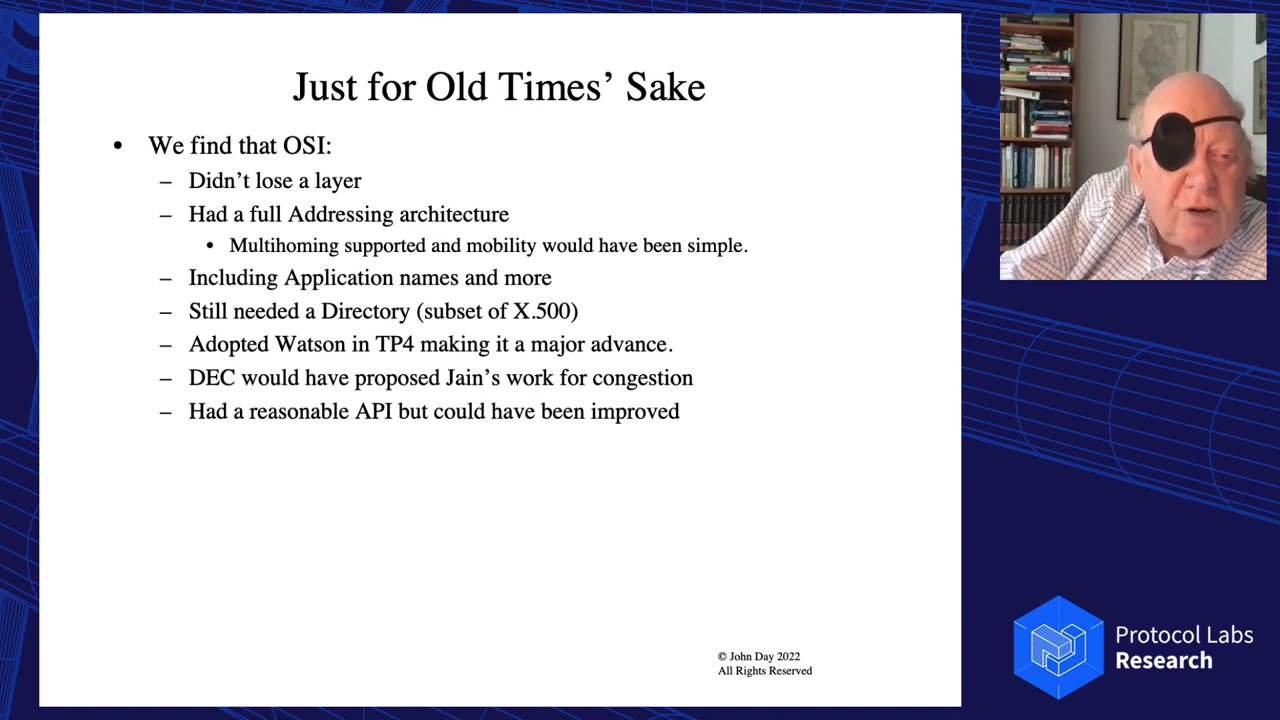 Just for Old Times’ Sake
• We find that OSI:
– Didn’t lose a layer
– Had a full Addressing architecture
• Multihoming supported and mobility would have been simple.
– Including Application names and more
– Still needed a Directory (subset of X.500)
– Adopted Watson in TP4 making it a major advance.
– DEC would have proposed Jain’s work for congestion
– Had a reasonable API but could have been improved
© John Day 2022
All Rights Reserved
Protocol Labs
Research